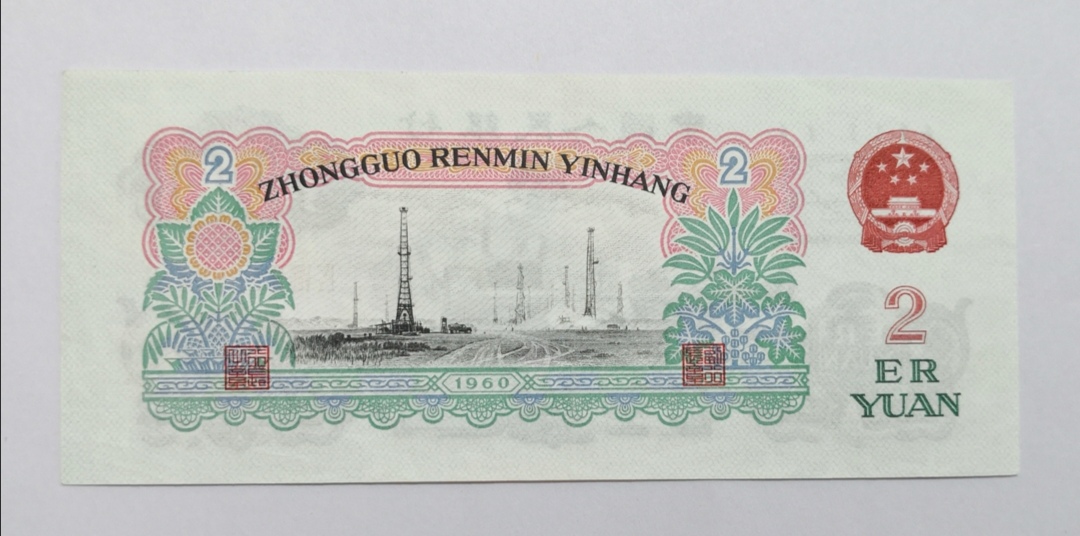 2
2
ZHONGGUO RENMIN YINHANG
1960
2
ER
YUAN